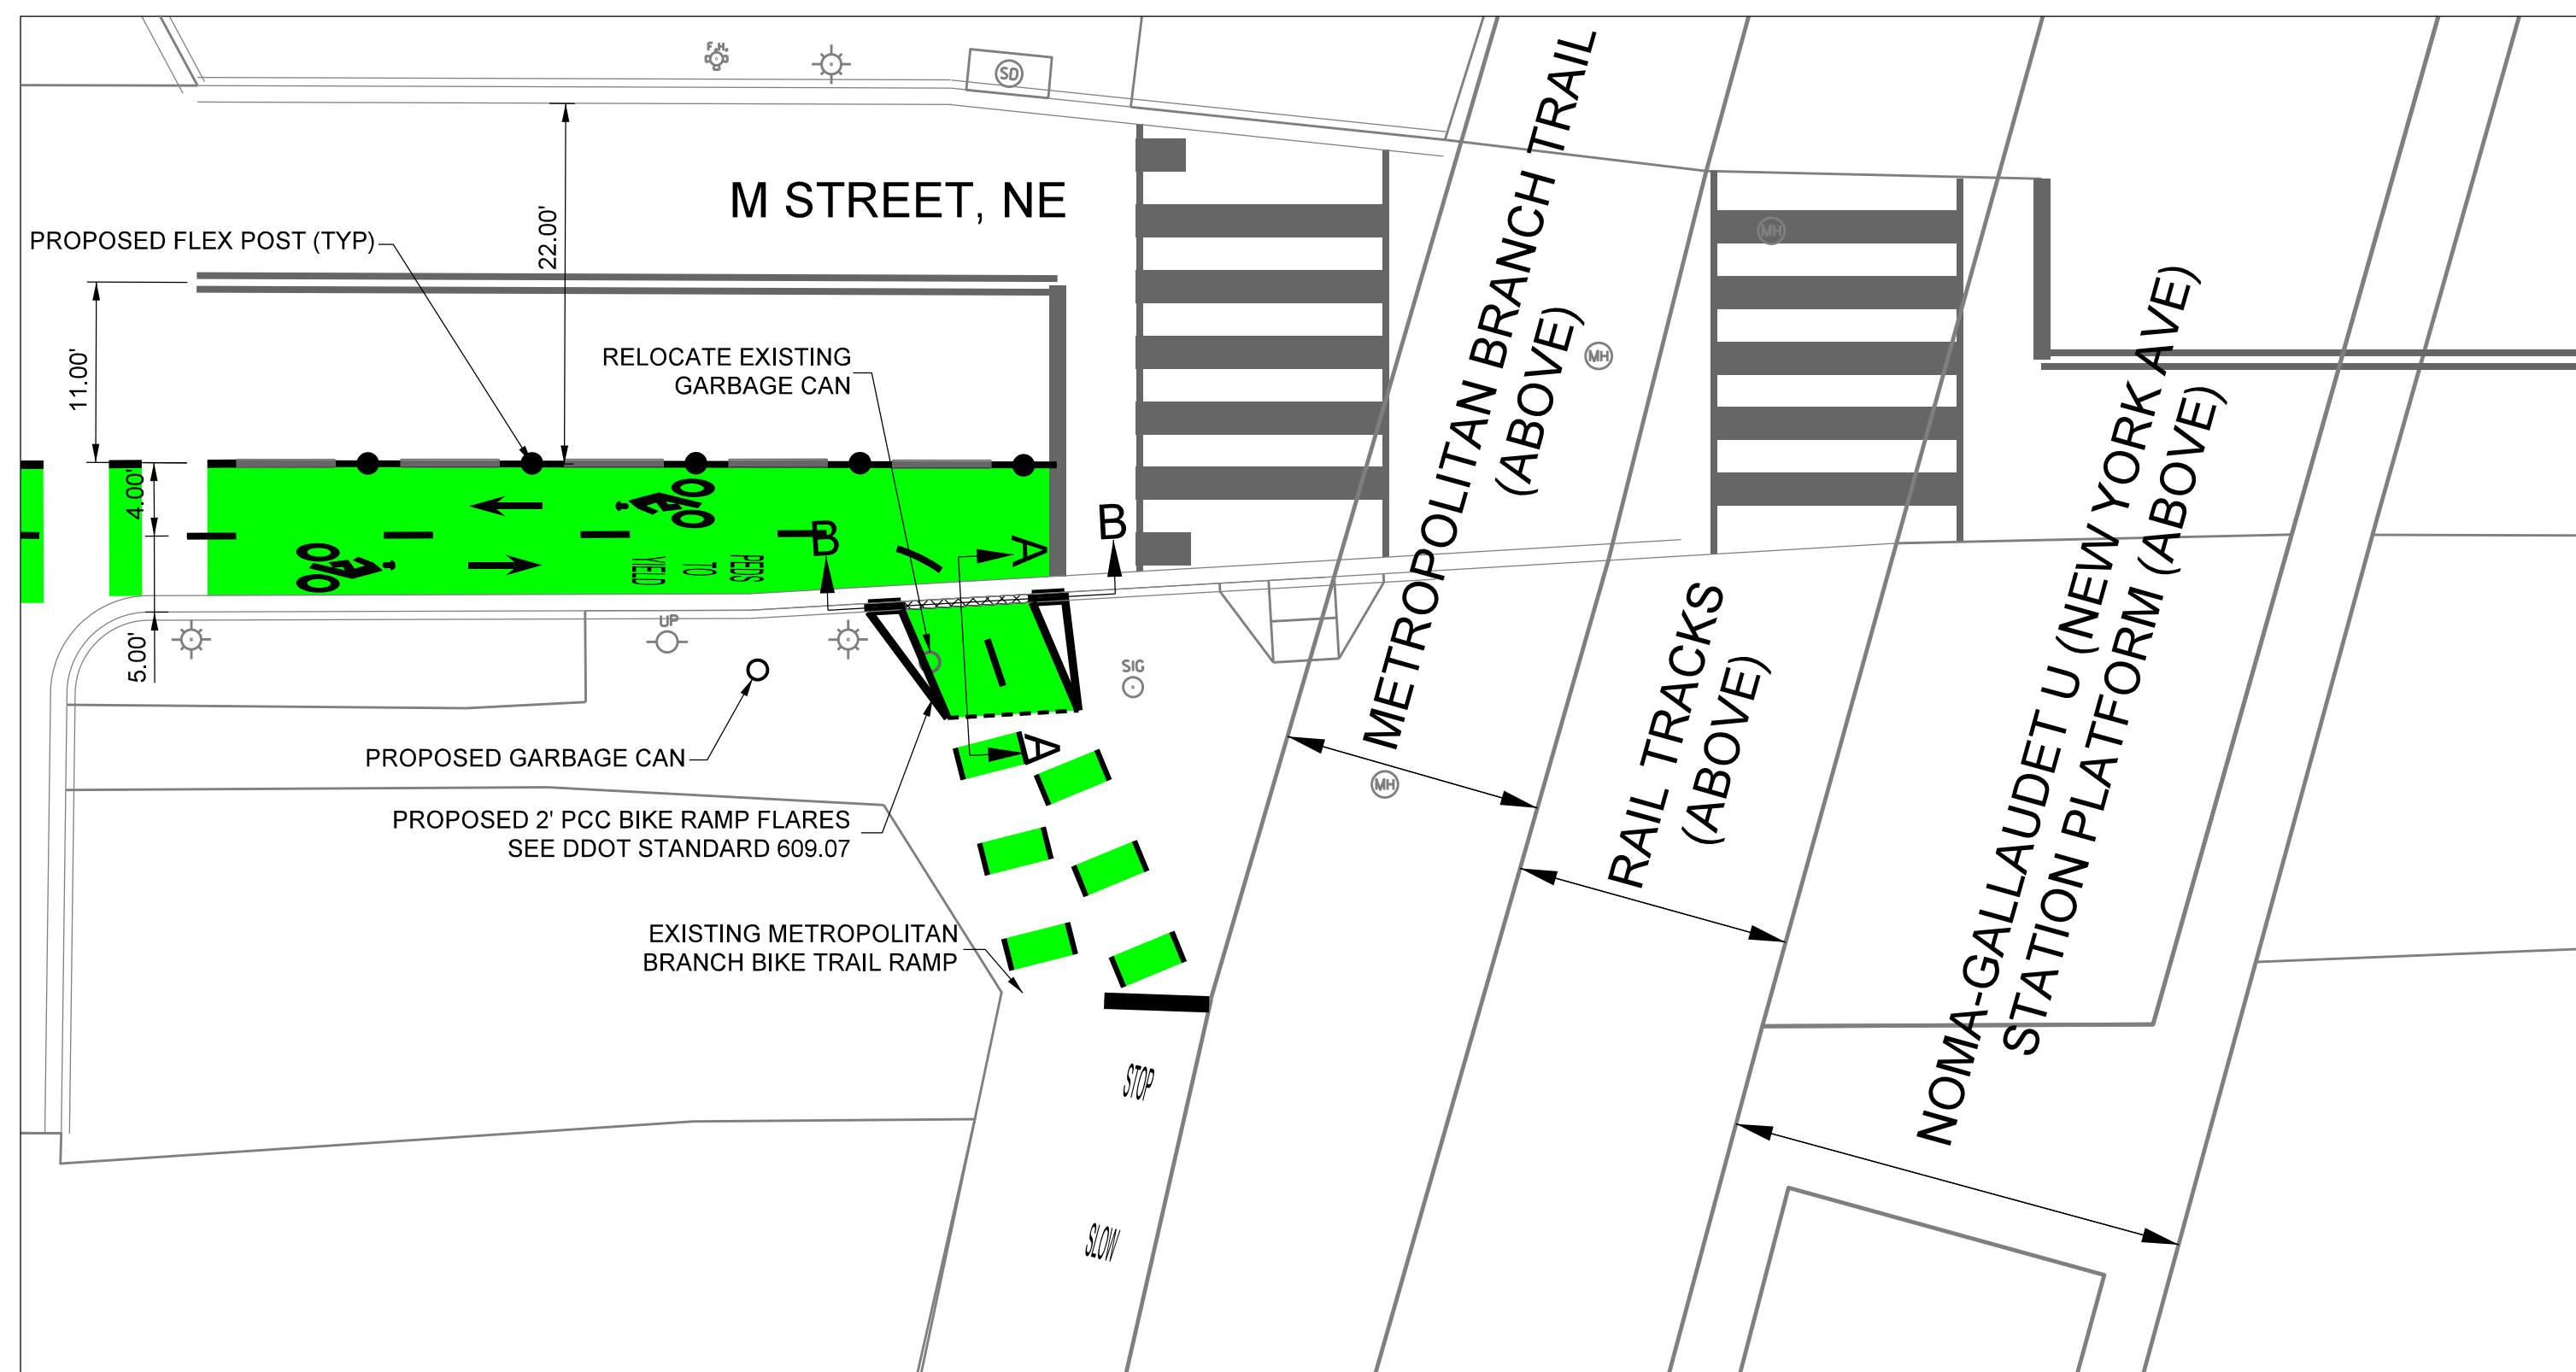 F.H.
SD
M STREET, NE
PROPOSED FLEX POST (TYP)
22.00'
11.00'
RELOCATE EXISTING
GARBAGE CAN
METROPOLITAN BRANCH TRAIL
(ABOVE)
MH
MH
4.00'
YIELD
TO
PEDS
B
A
B
5.00'
UP
SIG
A
PROPOSED GARBAGE CAN
MH
PROPOSED 2' PCC BIKE RAMP FLARES
SEE DDOT STANDARD 609.07
EXISTING METROPOLITAN
BRANCH BIKE TRAIL RAMP
RAIL TRACKS
(ABOVE)
NOMA-GALLAUDET U (NEW YORK AVE)
STATION PLATFORM (ABOVE)
STOP
SLOW